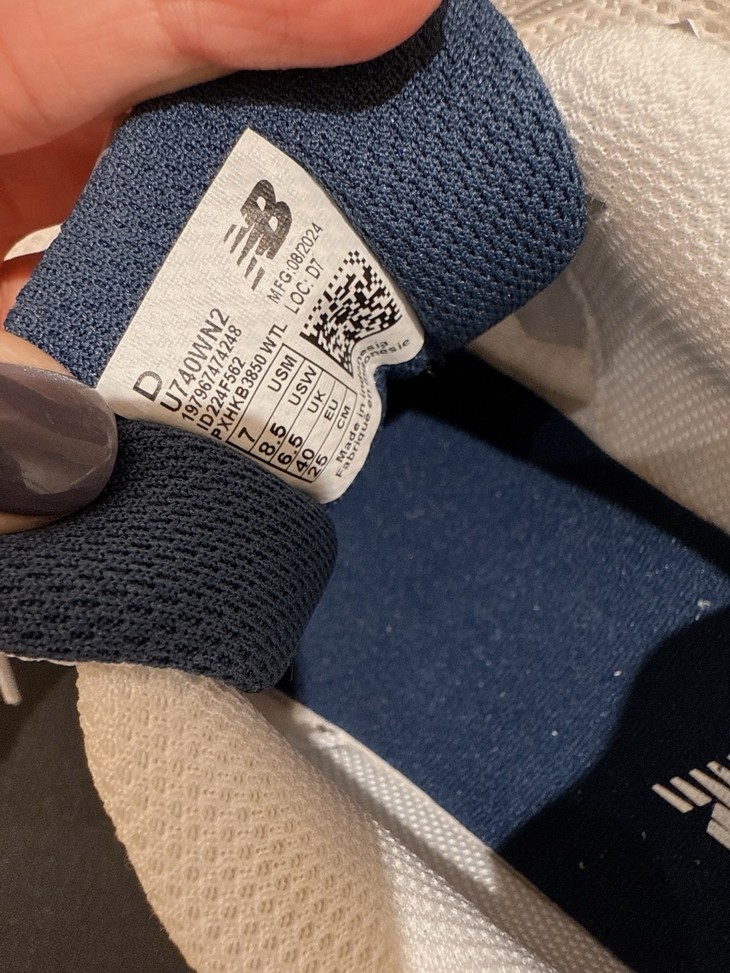 NB
MFG:08/2024
LOC: D7
D
U740WN2
197967474248
ID224F562
PXHKB3850 WTL
7 USM
8.5 USW
6.5 UK
40 EU
25 CM
Made in Indonesia
Fabriqué en Indonésie